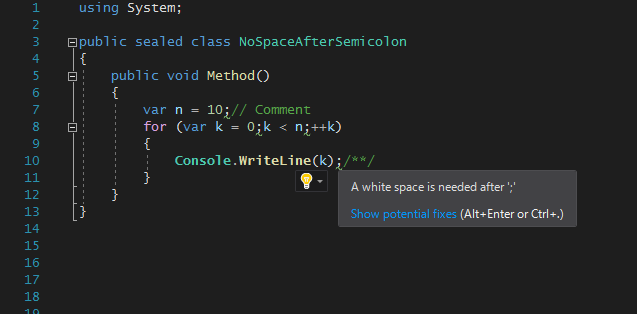 1 using System;
2
3 public sealed class NoSpaceAfterSemicolon
4 {
5 public void Method()
6 {
7 var n = 10;// Comment
8 for (var k = 0;k < n;++k)
9 {
10 Console.WriteLine(k);/**/
11 }
12 }
13 }
14
15
16
17
18
A white space is needed after ';'
Show potential fixes (Alt+Enter or Ctrl+.)